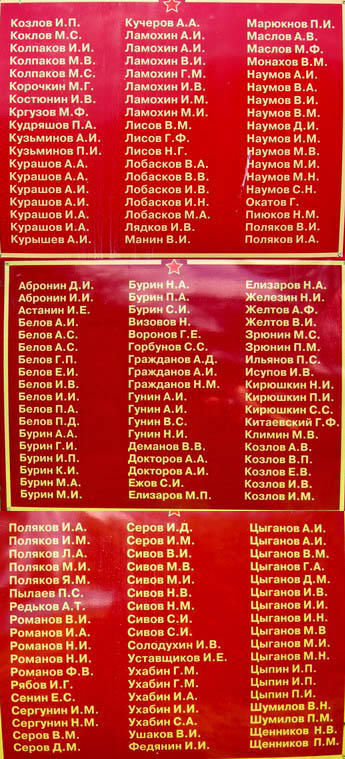 Козлов И.П.
Коклов М.С.
Колпаков И.И.
Колпаков М.В.
Колпаков М.С.
Корочкин М.Г.
Костюнин И.В.
Кргузов М.Ф.
Кудряшов П.А.
Кузьминов А.И.
Кузьминов П.И.
Курашов А.А.
Курашов А.А.
Курашов А.И.
Курашов И.А.
Курашов И.А.
Курышев А.И.
Кучеров А.А.
Ламохин А.И.
Ламохин А.И.
Ламохин В.И.
Ламохин Г.М.
Ламохин И.В.
Ламохин И.М.
Ламохин М.И.
Лисов В.М.
Лисов Г.Ф.
Лисов Н.Г.
Лобасков В.А.
Лобасков В.В.
Лобасков И.В.
Лобасков И.Н.
Лобасков М.А.
Лядков И.В.
Манин В.И.
Марюкнов П.И.
Маслов А.В.
Маслов М.Ф.
Монахов В.М.
Наумов А.И.
Наумов В.А.
Наумов В.И.
Наумов В.М.
Наумов Д.И.
Наумов И.М.
Наумов М.В.
Наумов М.И.
Наумов М.Н.
Наумов С.Н.
Окатов Г.
Пиюков Н.М.
Поляков В.И.
Поляков И.А.
Абронин Д.И.
Абронин И.И.
Астанин И.Е.
Белов А.И.
Белов А.С.
Белов А.С.
Белов Г.П.
Белов Е.И.
Белов И.В.
Белов И.И.
Белов П.А.
Белов П.Д.
Бурин А.А.
Бурин Г.И.
Бурин И.П.
Бурин К.И.
Бурин М.А.
Бурин М.И.
Бурин Н.А.
Бурин П.А.
Бурин С.И.
Визовов Н.
Воронов Г.Е.
Горбунов С.С.
Гражданов А.Д.
Гражданов А.И.
Гражданов Н.М.
Гунин А.И.
Гунин А.И.
Гунин В.С.
Гунин Н.И.
Деманов В.В.
Докторов А.А.
Докторов А.И.
Ежов С.И.
Елизаров М.П.
Елизаров Н.А.
Железин Н.И.
Желтов А.Ф.
Желтов В.И.
Зрюнин М.С.
Зрюнин П.М.
Ильянов П.С.
Исупов И.В.
Кирюшкин Н.И.
Кирюшкин П.И.
Кирюшкин С.С.
Китаевский Г.Ф.
Климин М.В.
Козлов А.В.
Козлов В.П.
Козлов Е.В.
Козлов И.В.
Козлов И.М.
Поляков И.А.
Поляков И.М.
Поляков Л.А.
Поляков М.И.
Поляков Я.М.
Пылаев П.С.
Редьков А.Т.
Романов В.И.
Романов И.А.
Романов Н.И.
Романов Н.И.
Романов Ф.В.
Рябов И.Г.
Сенин Е.С.
Сергунин И.М.
Сергунин Н.М.
Серов В.М.
Серов Д.М.
Серов И.Д.
Серов И.М.
Сивов В.И.
Сивов М.В.
Сивов М.И.
Сивов Н.В.
Сивов Н.М.
Сивов С.И.
Сивов С.И.
Солодухин И.В.
Уставщиков И.Е.
Ухабин Г.М.
Ухабин Г.М.
Ухабин И.А.
Ухабин И.И.
Ухабин С.А.
Ушаков В.И.
Федянин И.И.
Цыганов А.И.
Цыганов А.И.
Цыганов В.М.
Цыганов Г.А.
Цыганов Д.М.
Цыганов И.В.
Цыганов И.И.
Цыганов И.Н.
Цыганов М.В
Цыганов М.И.
Цыганов М.Н.
Цыпин И.П.
Цыпин И.П.
Цыпин П.И.
Шумилов В.Н.
Шумилов П.М.
Щенников Н.В.
Щенников П.М.